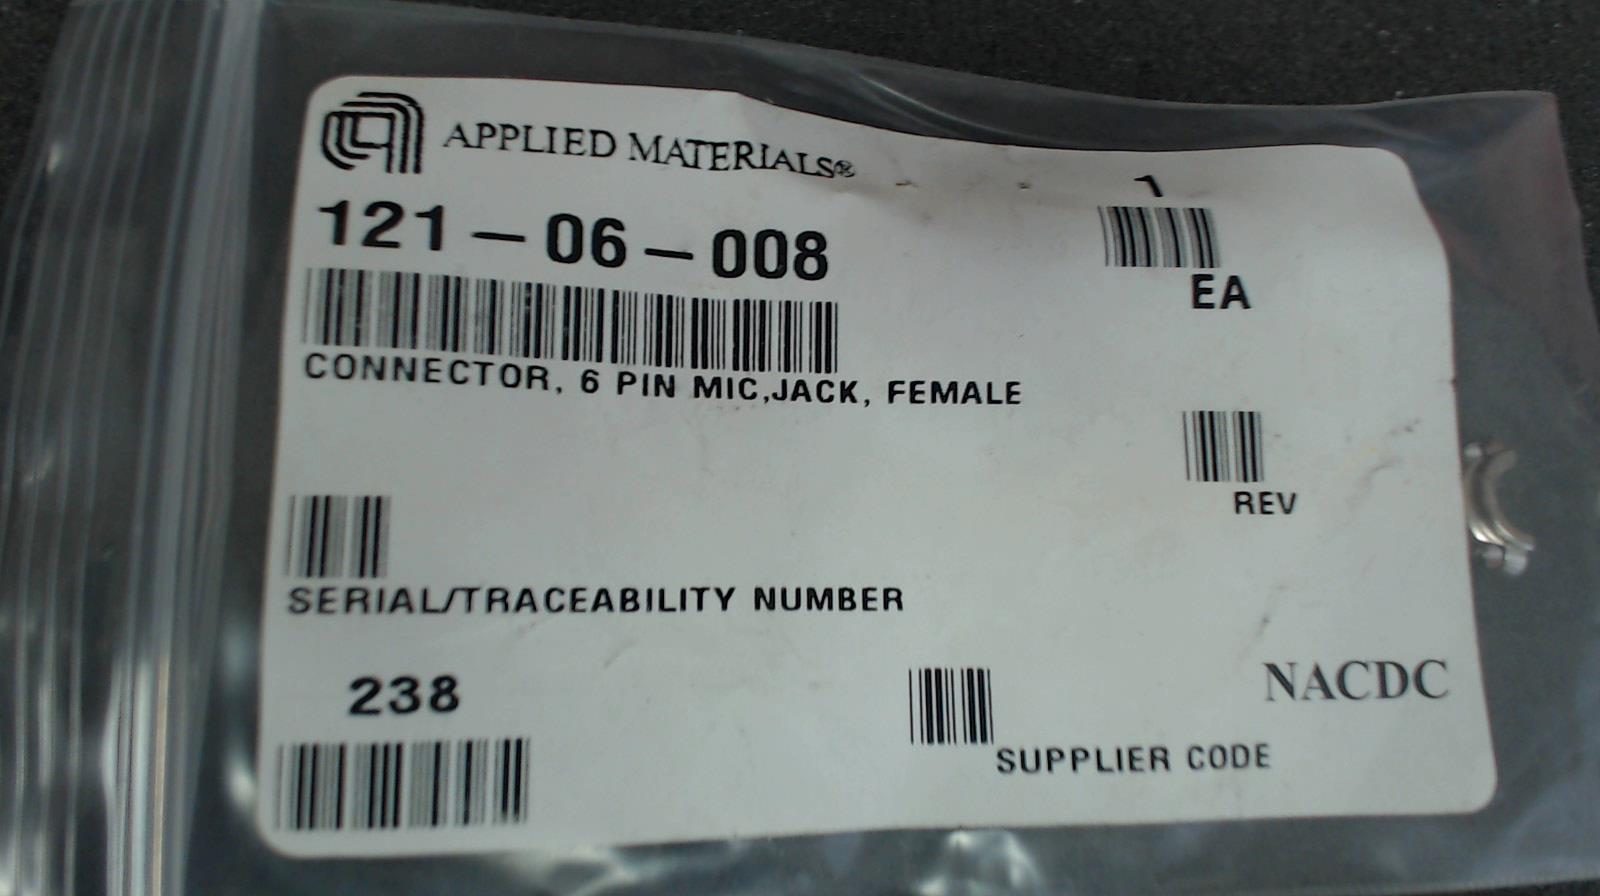 APPLIED MATERIALS®
121-06-008
1
EA
CONNECTOR, 6 PIN MIC,JACK, FEMALE
REV
SERIAL/TRACEABILITY NUMBER
238
NACDC
SUPPLIER CODE